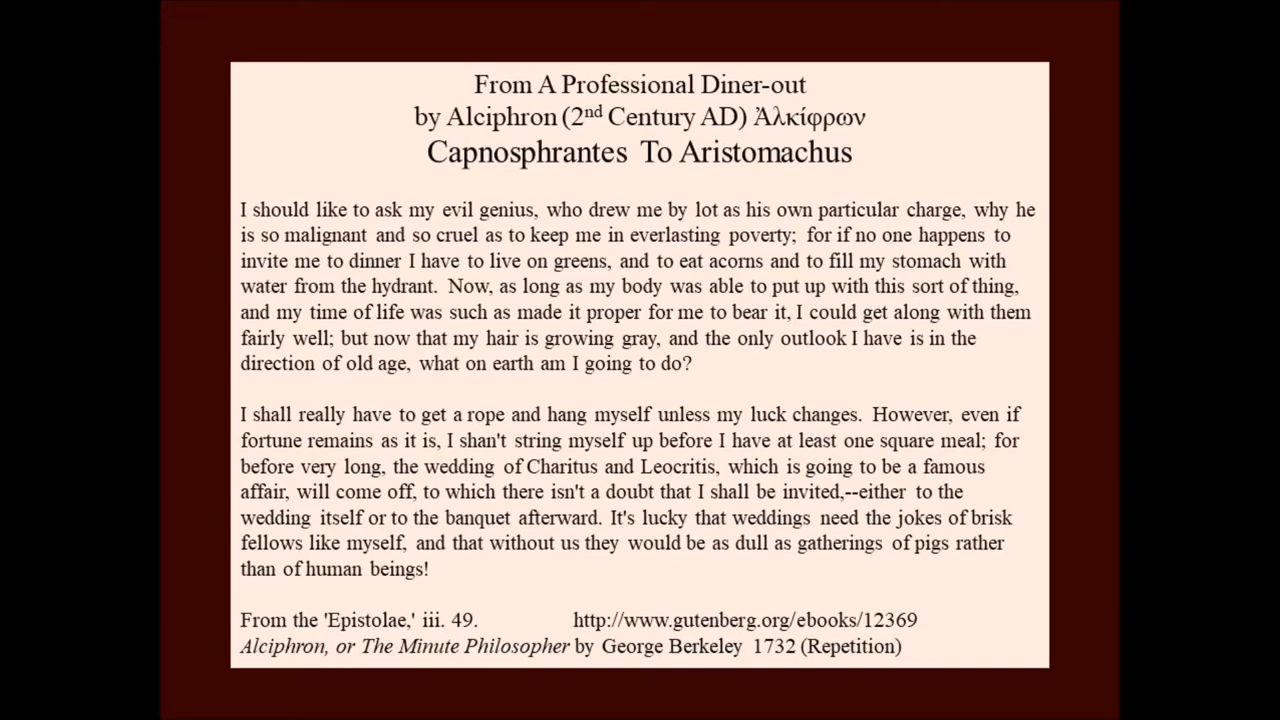 From A Professional Diner-out
by Alciphron (2nd Century AD) Ἀλκίφρων
Capnosphrantes To Aristomachus
I should like to ask my evil genius, who drew me by lot as his own particular charge, why he
is so malignant and so cruel as to keep me in everlasting poverty; for if no one happens to
invite me to dinner I have to live on greens, and to eat acorns and to fill my stomach with
water from the hydrant. Now, as long as my body was able to put up with this sort of thing,
and my time of life was such as made it proper for me to bear it, I could get along with them
fairly well; but now that my hair is growing gray, and the only outlook I have is in the
direction of old age, what on earth am I going to do?
I shall really have to get a rope and hang myself unless my luck changes. However, even if
fortune remains as it is, I shan't string myself up before I have at least one square meal; for
before very long, the wedding of Charitus and Leocritis, which is going to be a famous
affair, will come off, to which there isn't a doubt that I shall be invited,--either to the
wedding itself or to the banquet afterward. It's lucky that weddings need the jokes of brisk
fellows like myself, and that without us they would be as dull as gatherings of pigs rather
than of human beings!
From the 'Epistolae,' iii. 49. http://www.gutenberg.org/ebooks/12369
Alciphron, or The Minute Philosopher by George Berkeley 1732 (Repetition)